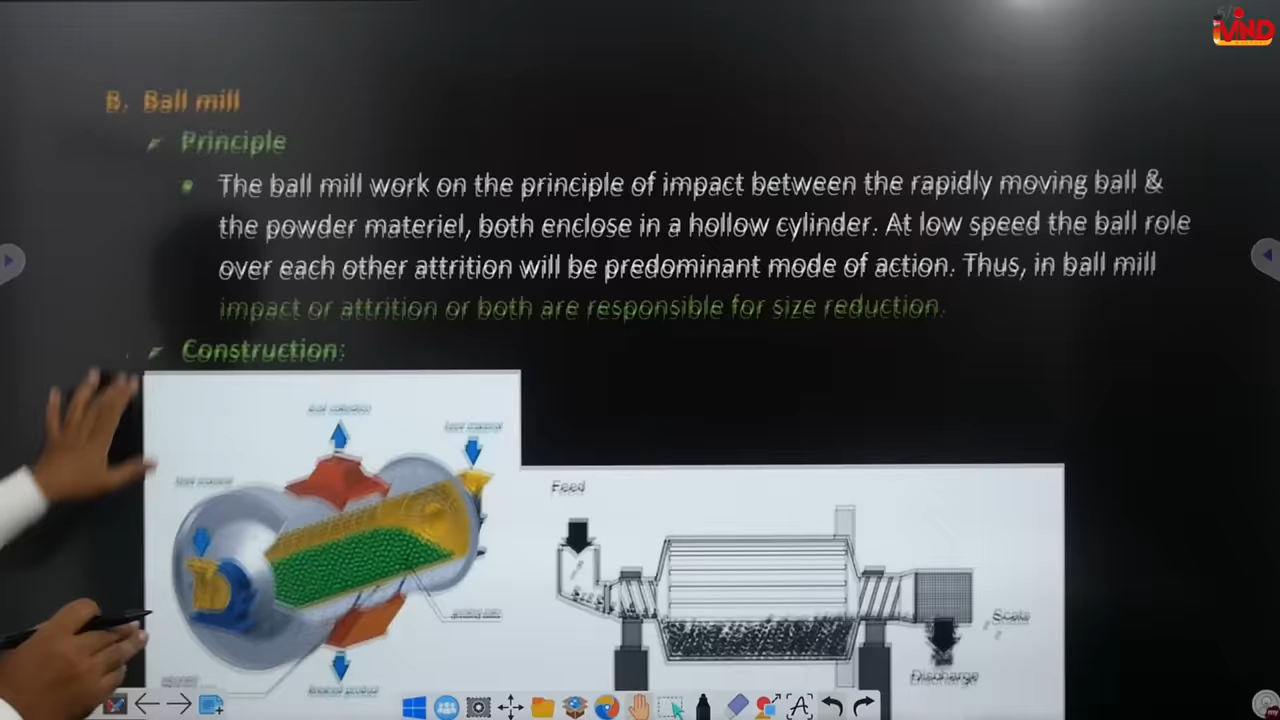 B. Ball mill
Principle
The ball mill work on the principle of impact between the rapidly moving ball &
the powder materiel, both enclose in a hollow cylinder. At low speed the ball role
over each other attrition will be predominant mode of action. Thus, in ball mill
impact or attrition or both are responsible for size reduction.
Construction:
Feed
Discharge